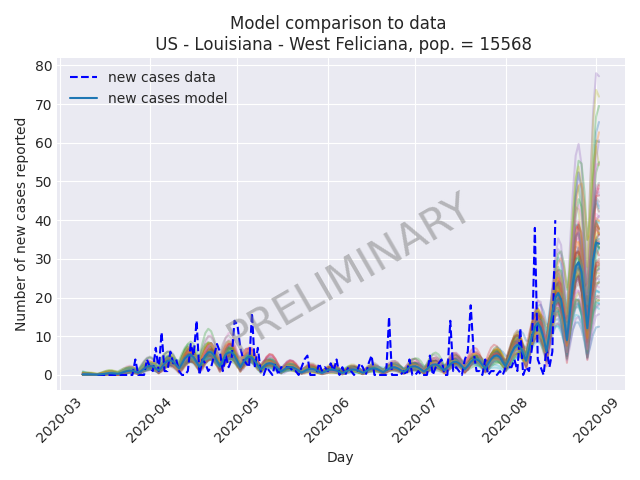 Model comparison to data
US - Louisiana - West Feliciana, pop. = 15568
new cases data
new cases model
Number of new cases reported
80
70
60
50
40
30
20
10
0
PRELIMINARY
2020-03
2020-04
2020-05
2020-06
2020-07
2020-08
2020-09
Day